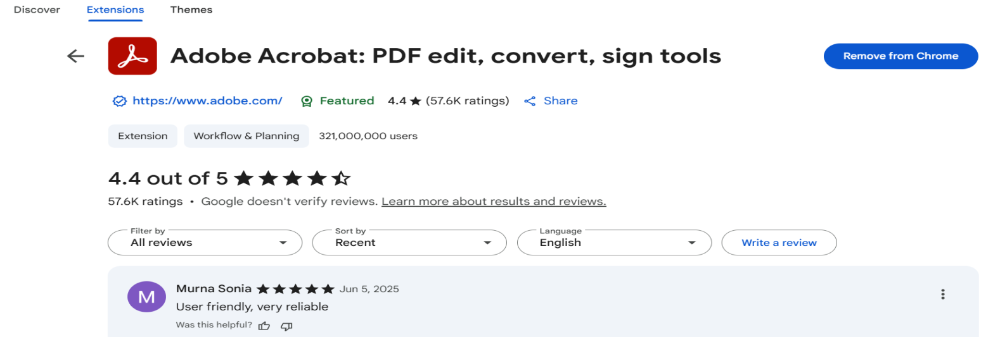 Discover Extensions Themes
Adobe Acrobat: PDF edit, convert, sign tools
Remove from Chrome
https://www.adobe.com/ Featured 4.4 ★ (57.6K ratings) Share
Extension Workflow & Planning 321,000,000 users
4.4 out of 5
57.6K ratings • Google doesn't verify reviews. Learn more about results and reviews.
Filter by Sort by Language
All reviews Recent English Write a review
M
Murna Sonia Jun 5, 2025
User friendly, very reliable
Was this helpful?